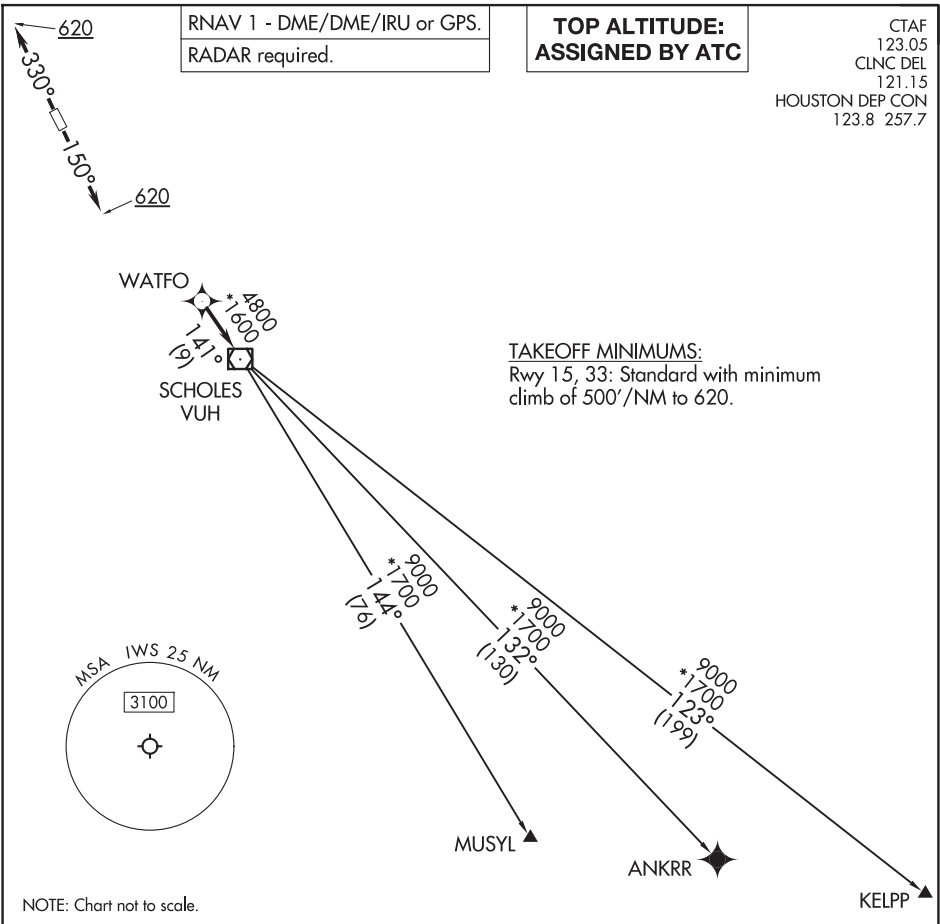 620
330°
150°
620
RNAV 1 - DME/DME/IRU or GPS.
RADAR required.
TOP ALTITUDE:
ASSIGNED BY ATC
CTAF
123.05
CLNC DEL
121.15
HOUSTON DEP CON
123.8 257.7
WATFO
4800
*1600
141°
(9)
SCHOLES
VUH
TAKEOFF MINIMUMS:
Rwy 15, 33: Standard with minimum
climb of 500'/NM to 620.
9000
*1700
144°
(76)
9000
*1700
132°
(130)
9000
*1700
123°
(199)
MSA IWS 25 NM
3100
MUSYL
ANKRR
KELPP
NOTE: Chart not to scale.